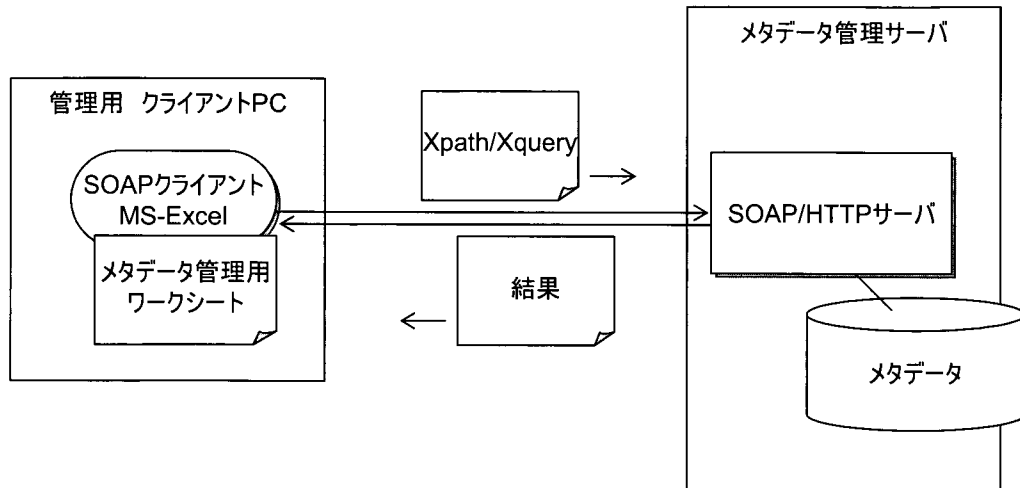 メタデータ管理サーバ
管理用 クライアントPC
Xpath/Xquery
SOAPクライアント
MS-Excel
SOAP/HTTPサーバ
メタデータ管理用
ワークシート
結果
メタデータ